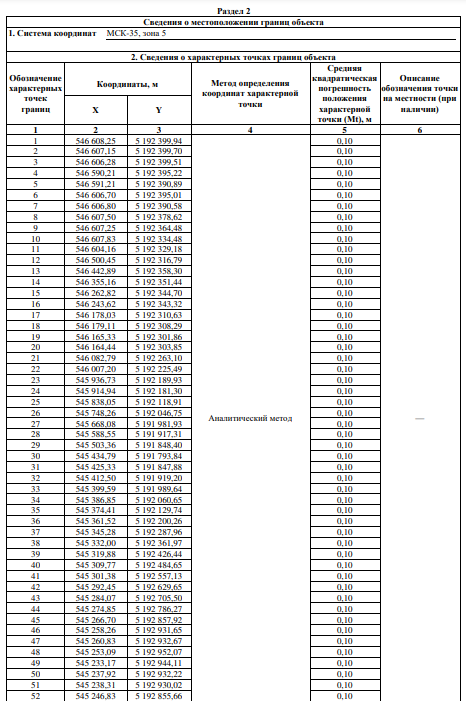 Раздел 2
Сведения о местоположении границ объекта
1. Система координат МСК-35, зона 5
2. Сведения о характерных точках границ объекта
Обозначение характерных точек границ
Координаты, м
Метод определения координат характерной точки
Средняя квадратическая погрешность положения характерной точки (Mt), м
Описание обозначения точки на местности (при наличии)
X Y
1 2 3 4 5 6
1 546 608,25 5 192 399,94 0,10
2 546 607,15 5 192 399,70 0,10
3 546 606,28 5 192 399,51 0,10
4 546 590,21 5 192 395,22 0,10
5 546 591,21 5 192 390,89 0,10
6 546 606,70 5 192 395,01 0,10
7 546 606,80 5 192 390,58 0,10
8 546 607,50 5 192 378,62 0,10
9 546 607,25 5 192 364,48 0,10
10 546 607,83 5 192 334,48 0,10
11 546 604,16 5 192 329,18 0,10
12 546 500,45 5 192 316,79 0,10
13 546 442,89 5 192 358,30 0,10
14 546 355,16 5 192 351,44 0,10
15 546 262,82 5 192 344,70 0,10
16 546 243,62 5 192 343,32 0,10
17 546 178,03 5 192 310,63 0,10
18 546 179,11 5 192 308,29 0,10
19 546 165,33 5 192 301,86 0,10
20 546 164,44 5 192 303,85 0,10
21 546 082,79 5 192 263,10 0,10
22 546 007,20 5 192 225,49 0,10
23 545 936,73 5 192 189,93 0,10
24 545 914,94 5 192 181,30 0,10
25 545 838,05 5 192 118,91 0,10
26 545 748,26 5 192 046,75 0,10
27 545 668,08 5 191 981,93 Аналитический метод 0,10 —
28 545 588,55 5 191 917,31 0,10
29 545 503,36 5 191 848,40 0,10
30 545 434,79 5 191 793,84 0,10
31 545 425,33 5 191 847,88 0,10
32 545 412,50 5 191 919,20 0,10
33 545 399,59 5 191 989,64 0,10
34 545 386,85 5 192 060,65 0,10
35 545 374,41 5 192 129,74 0,10
36 545 361,52 5 192 200,26 0,10
37 545 345,28 5 192 287,96 0,10
38 545 332,00 5 192 361,97 0,10
39 545 319,88 5 192 426,44 0,10
40 545 309,77 5 192 484,65 0,10
41 545 301,38 5 192 557,13 0,10
42 545 292,45 5 192 629,65 0,10
43 545 284,07 5 192 705,50 0,10
44 545 274,85 5 192 786,27 0,10
45 545 266,70 5 192 857,92 0,10
46 545 258,26 5 192 931,65 0,10
47 545 260,83 5 192 932,67 0,10
48 545 253,09 5 192 952,07 0,10
49 545 233,17 5 192 944,11 0,10
50 545 237,92 5 192 932,22 0,10
51 545 238,31 5 192 930,02 0,10
52 545 246,83 5 192 855,66 0,10